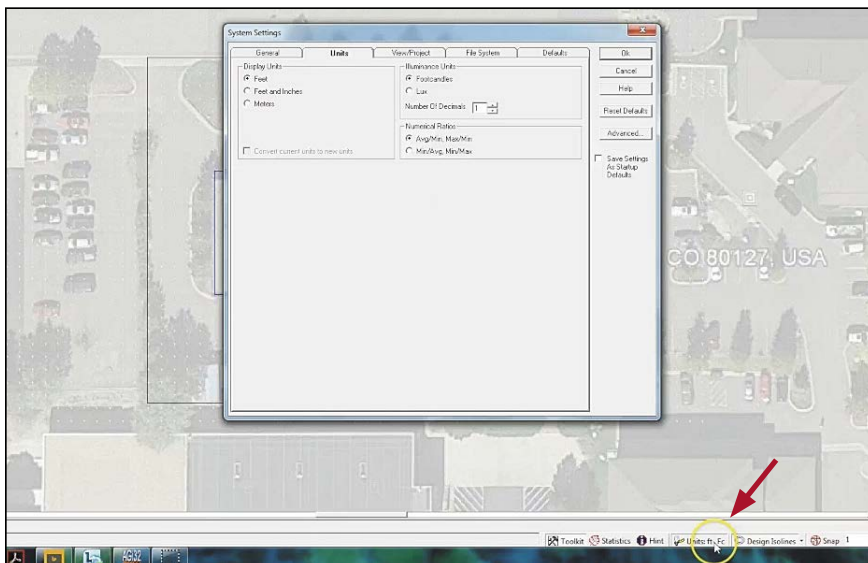 System Settings
General Units View/Project File System Defaults
Display Units
Feet
Feet and Inches
Meters
Convert current units to new units
Illuminance Units
Footcandles
Lux
Number Of Decimals 1
Numerical Ratios
Avg/Min, Max/Min
Min/Avg, Min/Max
Ok
Cancel
Help
Reset Defaults
Advanced...
Save Settings
As Startup
Defaults
CO 80127, USA
Toolkit Statistics Hint Units: ft, Fc Design Isolines Snap 1
AGi32